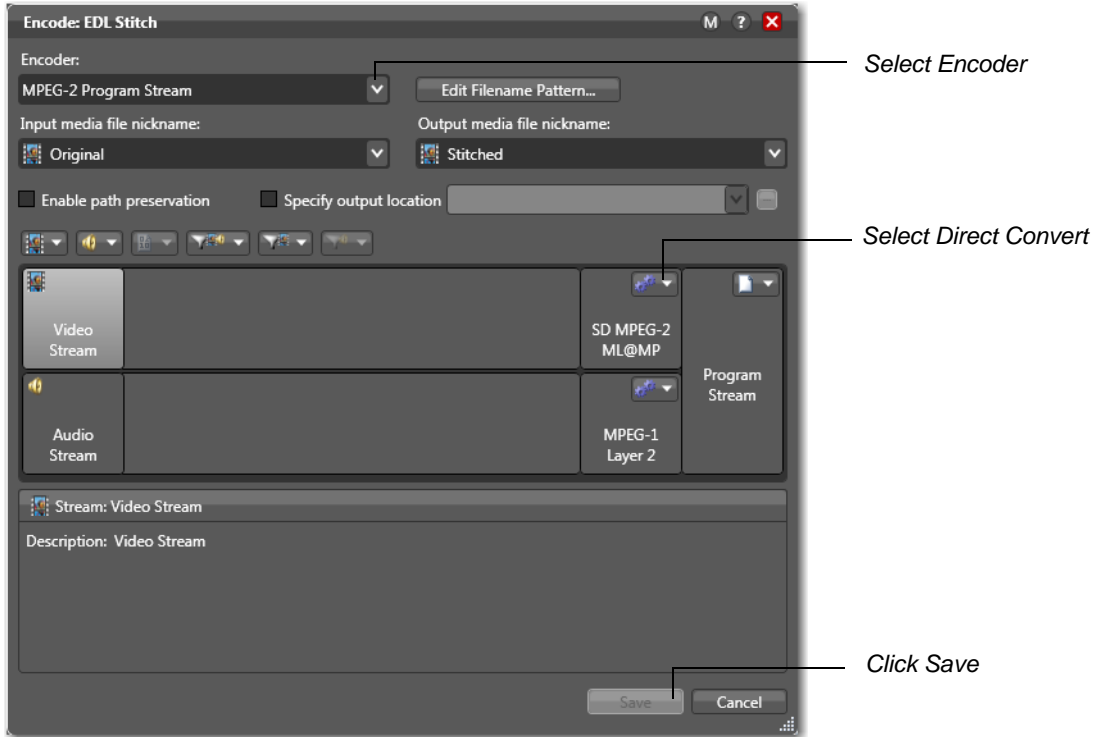 Encode: EDL Stitch
M ?
Encoder:
Select Encoder
MPEG-2 Program Stream
Edit Filename Pattern...
Input media file nickname:
Output media file nickname:
Original
Stitched
Enable path preservation
Specify output location
Select Direct Convert
Video
Stream
SD MPEG-2
ML@MP
Program
Stream
Audio
Stream
MPEG-1
Layer 2
Stream: Video Stream
Description: Video Stream
Click Save
Save
Cancel